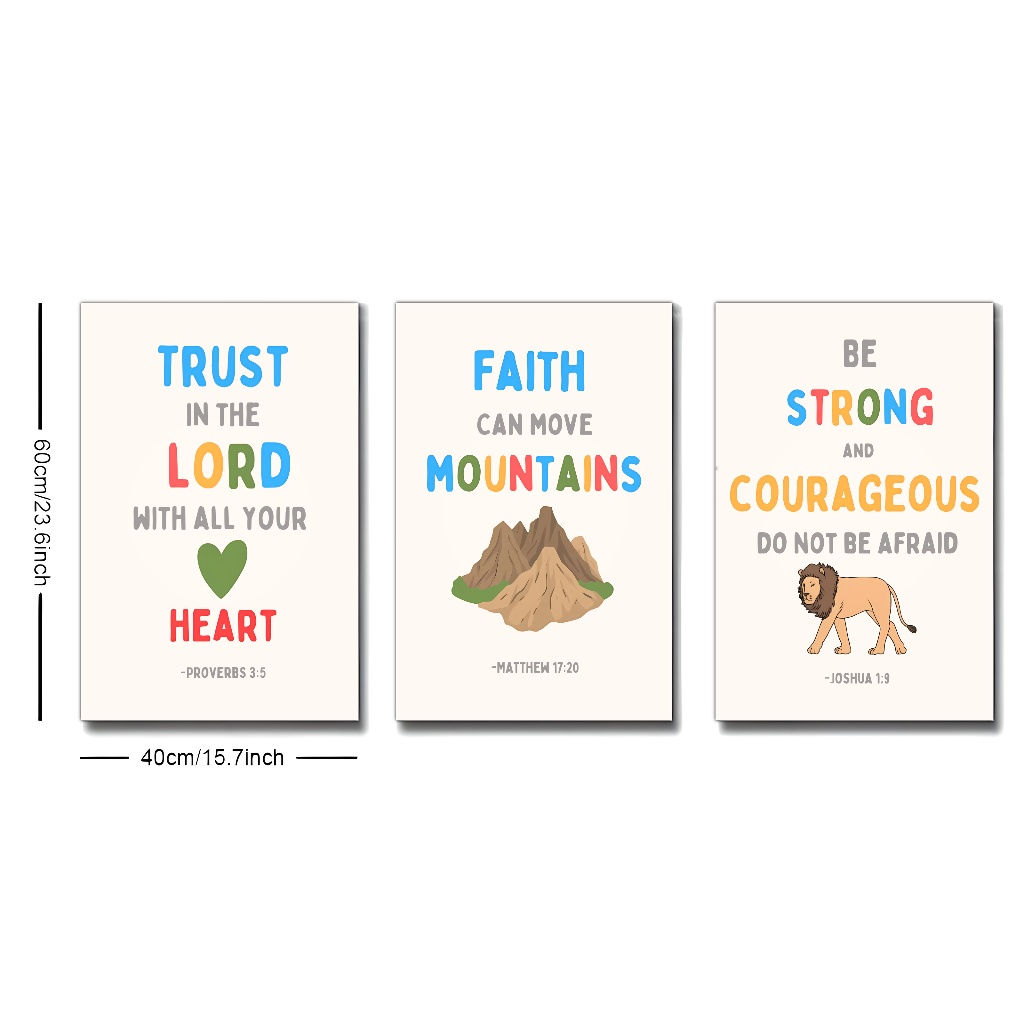 TRUST
IN THE
LORD
WITH ALL YOUR
HEART
-PROVERBS 3:5
FAITH
CAN MOVE
MOUNTAINS
-MATTHEW 17:20
BE
STRONG
AND
COURAGEOUS
DO NOT BE AFRAID
-JOSHUA 1:9
60cm/23.6inch
40cm/15.7inch